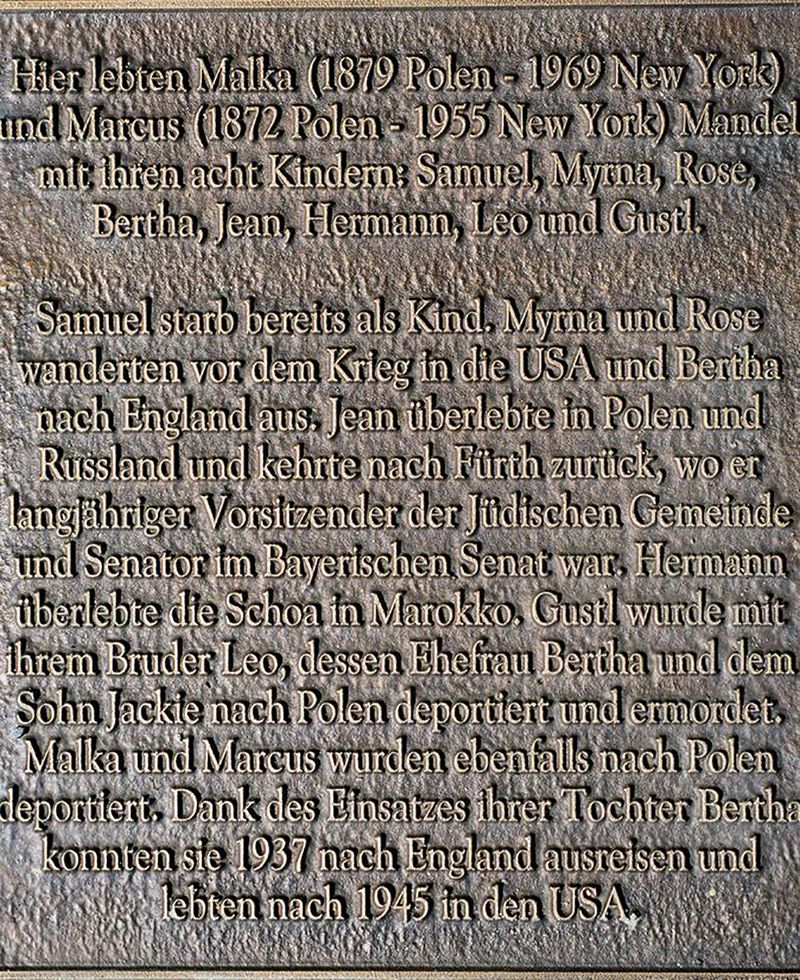 Hier lebten Malka (1879 Polen - 1969 New York)
und Marcus (1872 Polen - 1955 New York) Mandel
mit ihren acht Kindern: Samuel, Myrna, Rose,
Bertha, Jean, Hermann, Leo und Gustl.
Samuel starb bereits als Kind. Myrna und Rose
wanderten vor dem Krieg in die USA und Bertha
nach England aus. Jean überlebte in Polen und
Russland und kehrte nach Fürth zurück, wo er
langjähriger Vorsitzender der Jüdischen Gemeinde
und Senator im Bayerischen Senat war. Hermann
überlebte die Schoa in Marokko. Gustl wurde mit
ihrem Bruder Leo, dessen Ehefrau Bertha und dem
Sohn Jackie nach Polen deportiert und ermordet.
Malka und Marcus wurden ebenfalls nach Polen
deportiert. Dank des Einsatzes ihrer Tochter Bertha
konnten sie 1937 nach England ausreisen und
lebten nach 1945 in den USA.